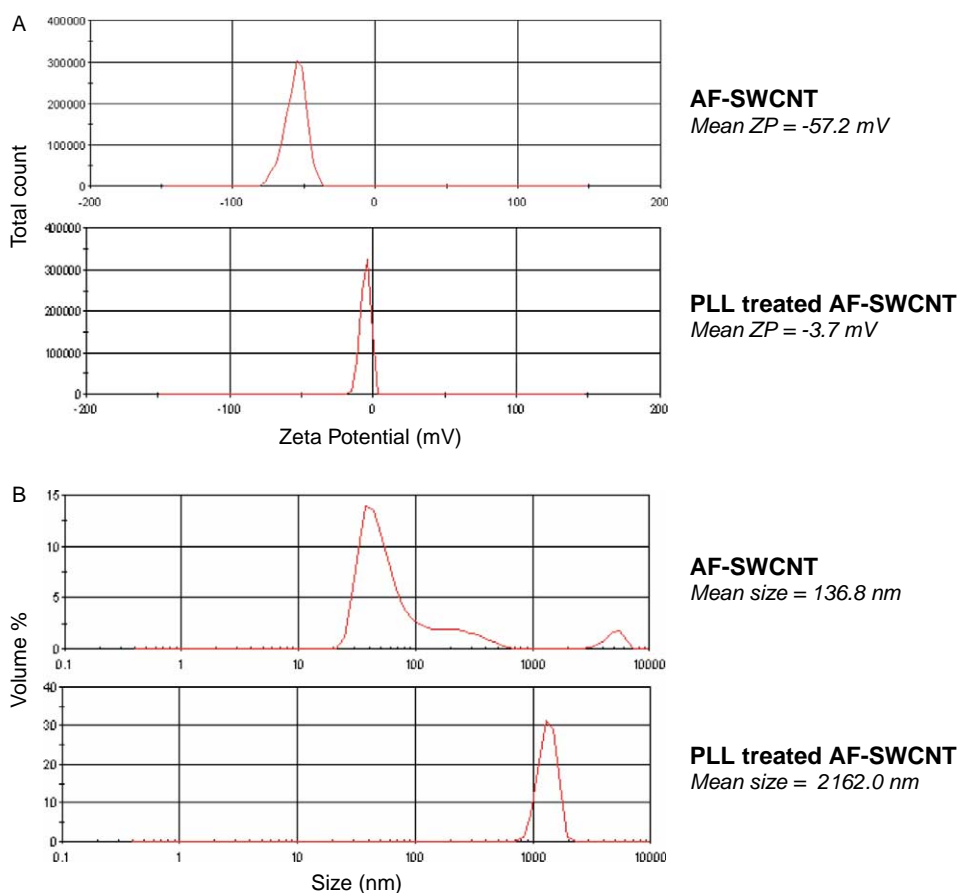 A
Total count
400000
300000
200000
100000
0
-200
-100
0
100
200
AF-SWCNT
Mean ZP = -57.2 mV
400000
300000
200000
100000
0
-200
-100
0
100
200
PLL treated AF-SWCNT
Mean ZP = -3.7 mV
Zeta Potential (mV)
B
Volume %
15
10
5
0
0.1
1
10
100
1000
10000
AF-SWCNT
Mean size = 136.8 nm
40
30
20
10
0
0.1
1
10
100
1000
10000
PLL treated AF-SWCNT
Mean size = 2162.0 nm
Size (nm)